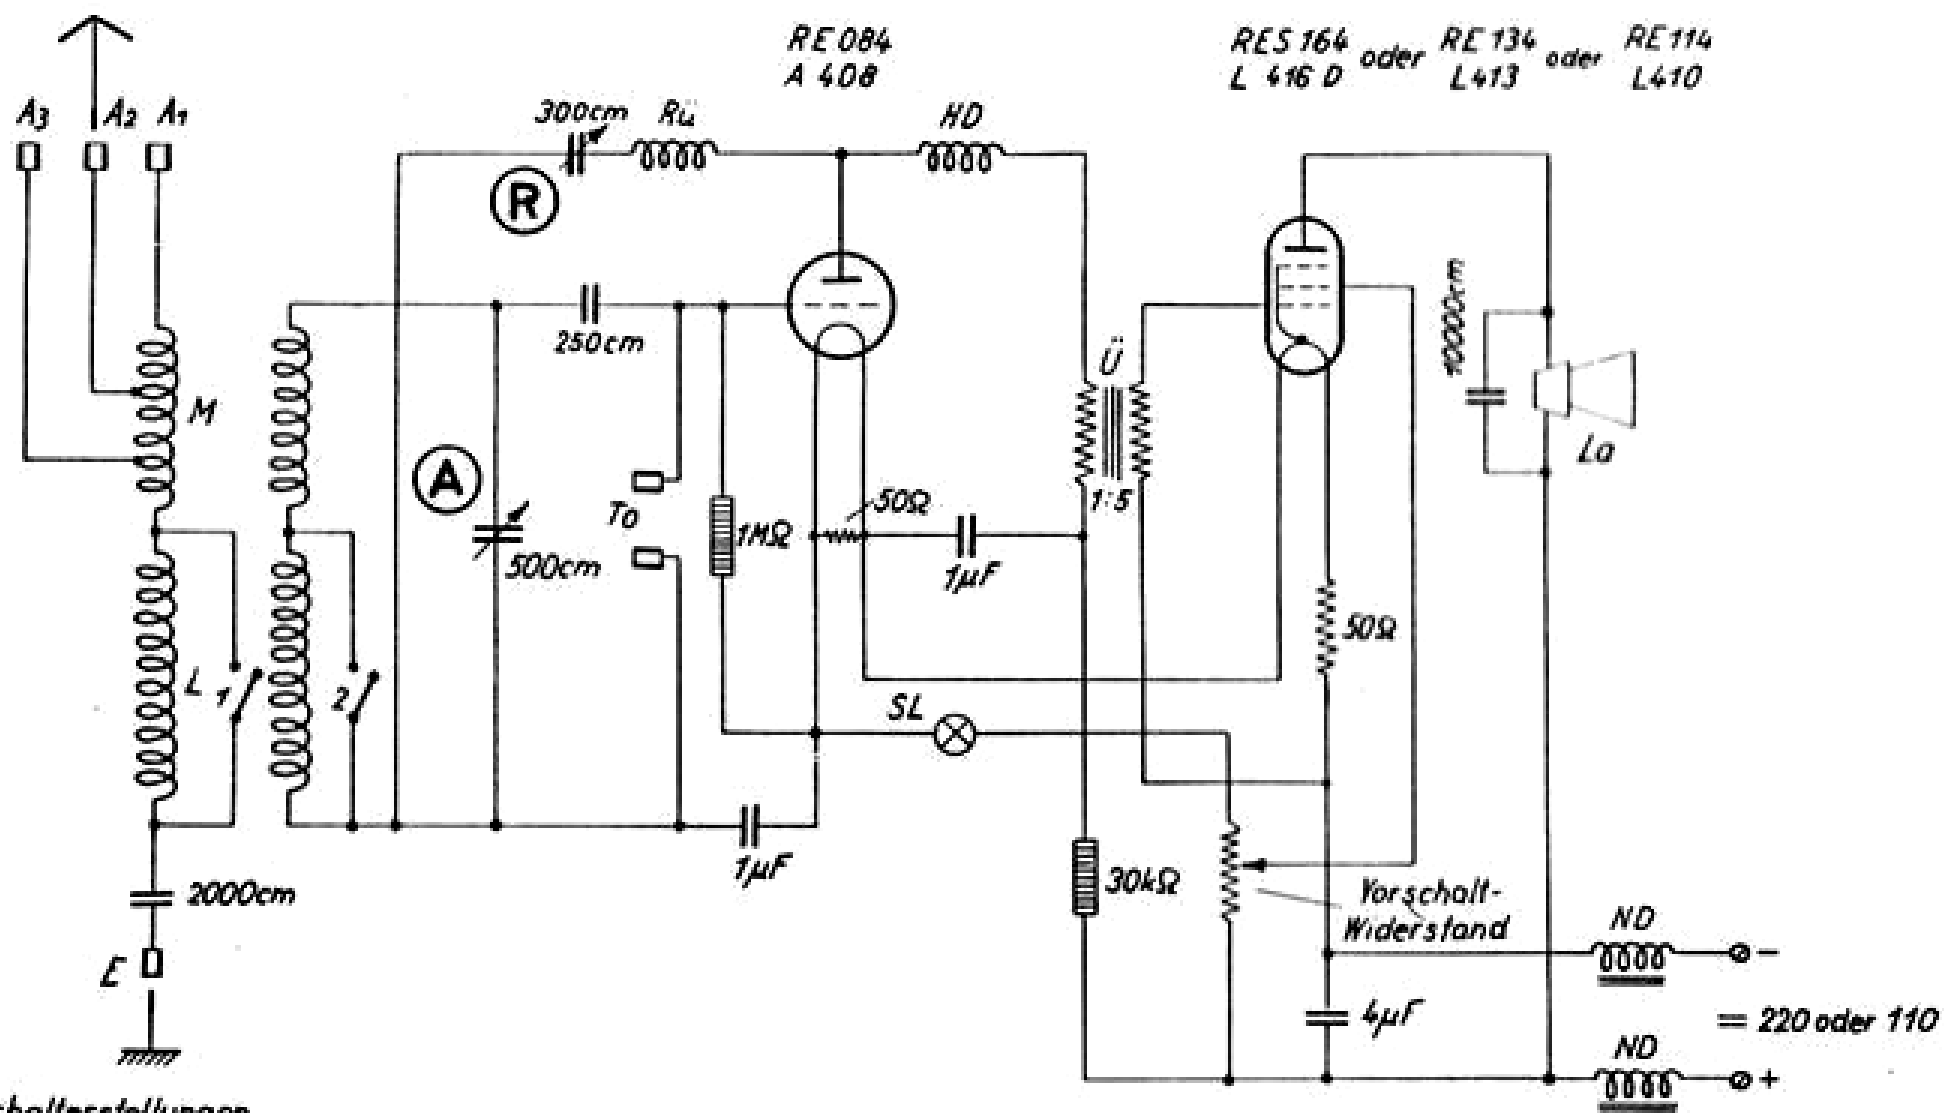 RE 084
A 408
RES 164 oder RE 134 oder RE 114
L 416 D L 413 L 410
A3 A2 A1
300cm Rü HD
R
250cm
M
A
500cm
To
1MΩ
50Ω
1µF
Ü
1:5
10000cm
La
50Ω
L 1 2
SL
1µF
2000cm
30kΩ
Vorschalt-
Widerstand
E
ND
−
4µF
= 220 oder 110
ND
+